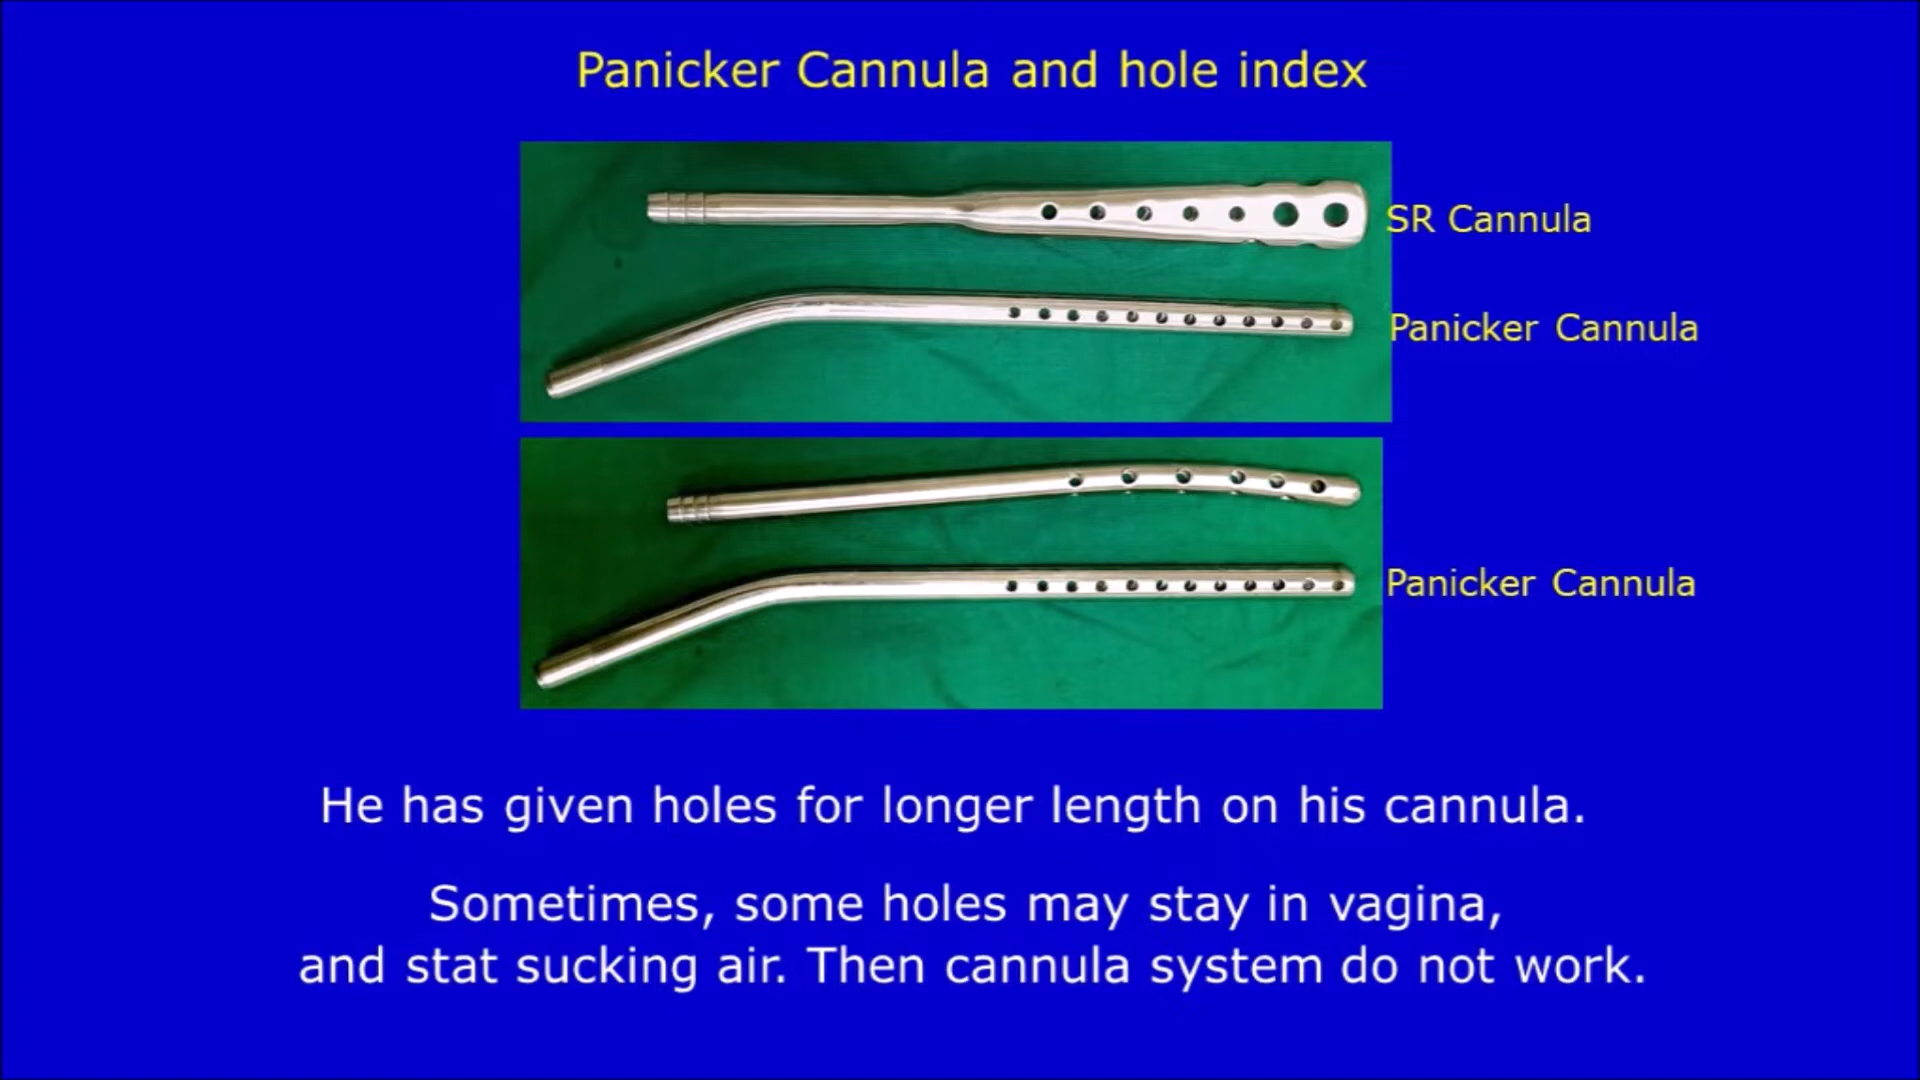 Panicker Cannula and hole index
SR Cannula
Panicker Cannula
Panicker Cannula
He has given holes for longer length on his cannula.
Sometimes, some holes may stay in vagina,
and stat sucking air. Then cannula system do not work.